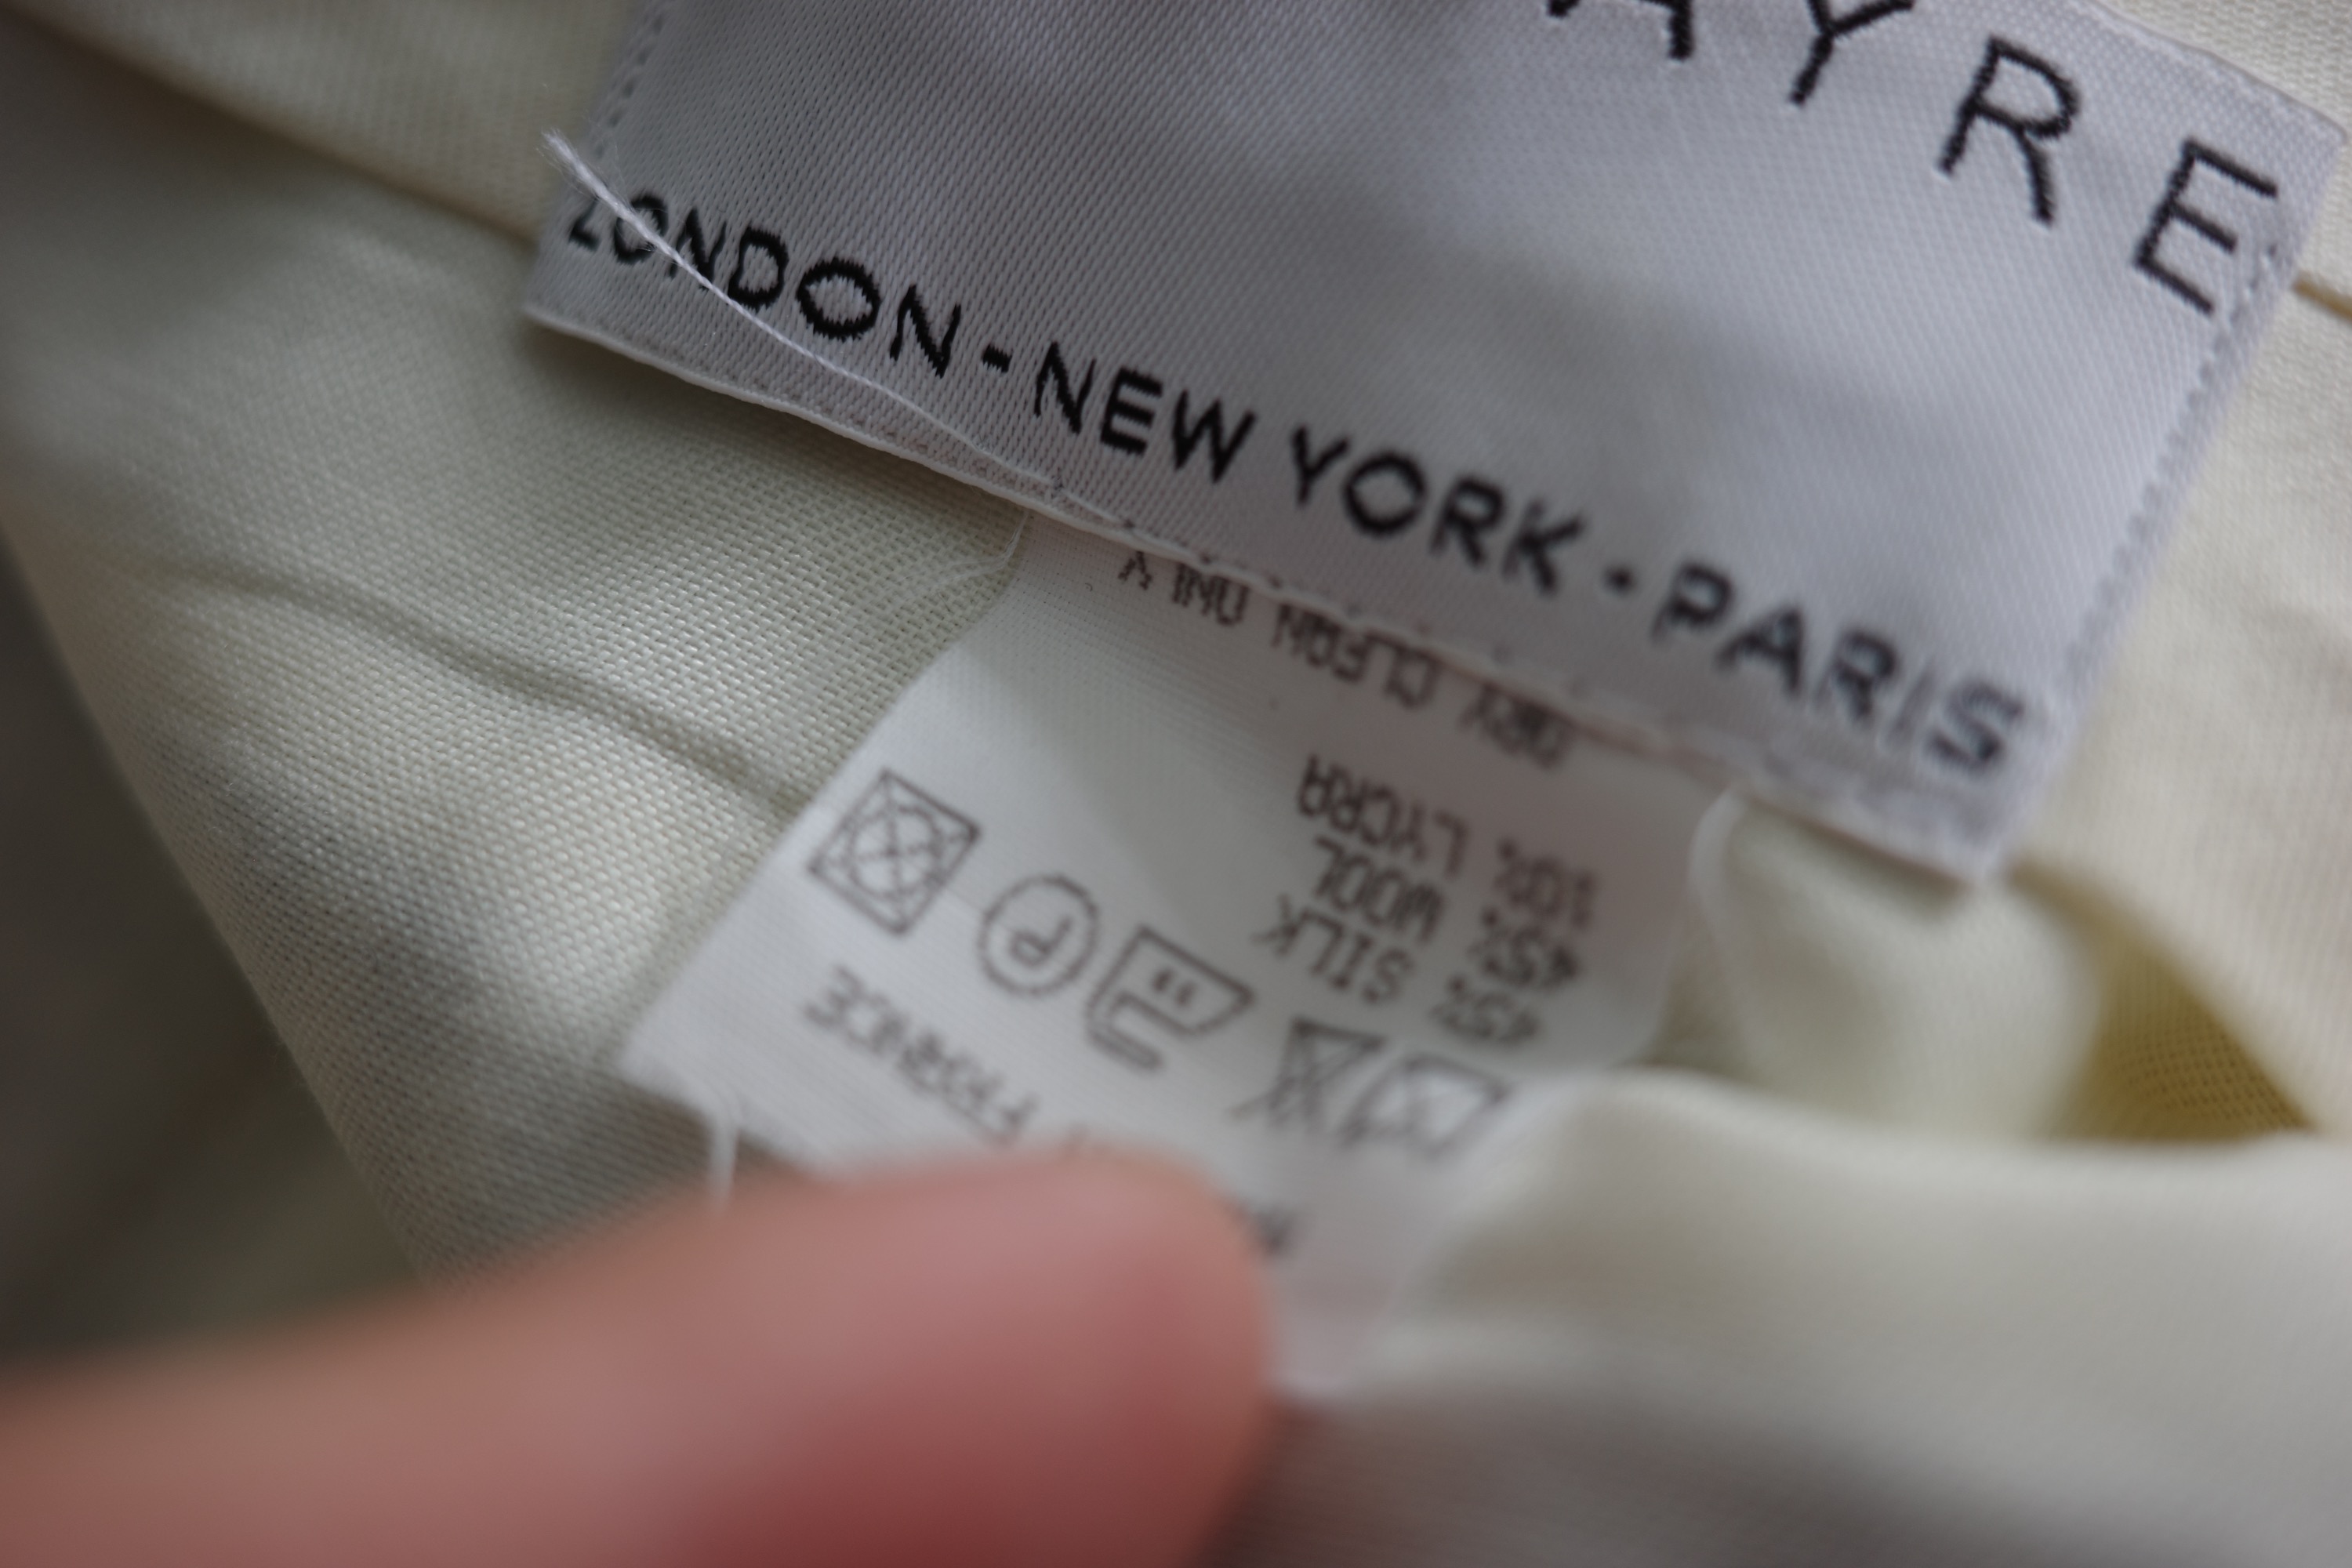 AYRE
LONDON - NEW YORK - PARIS
FRANCE
P
45% SILK
45% WOOL
10% LYCRA
DRY CLEAN ONLY